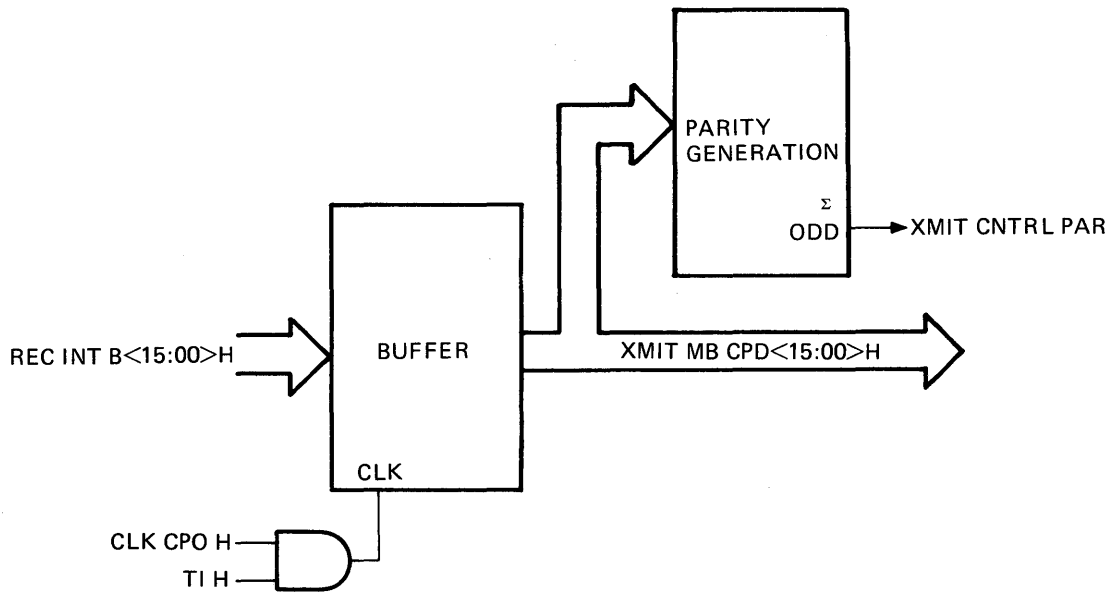 PARITY
GENERATION
Σ
ODD
XMIT CNTRL PAR
REC INT B<15:00>H
BUFFER
XMIT MB CPD<15:00>H
CLK
CLK CPO H
TI H